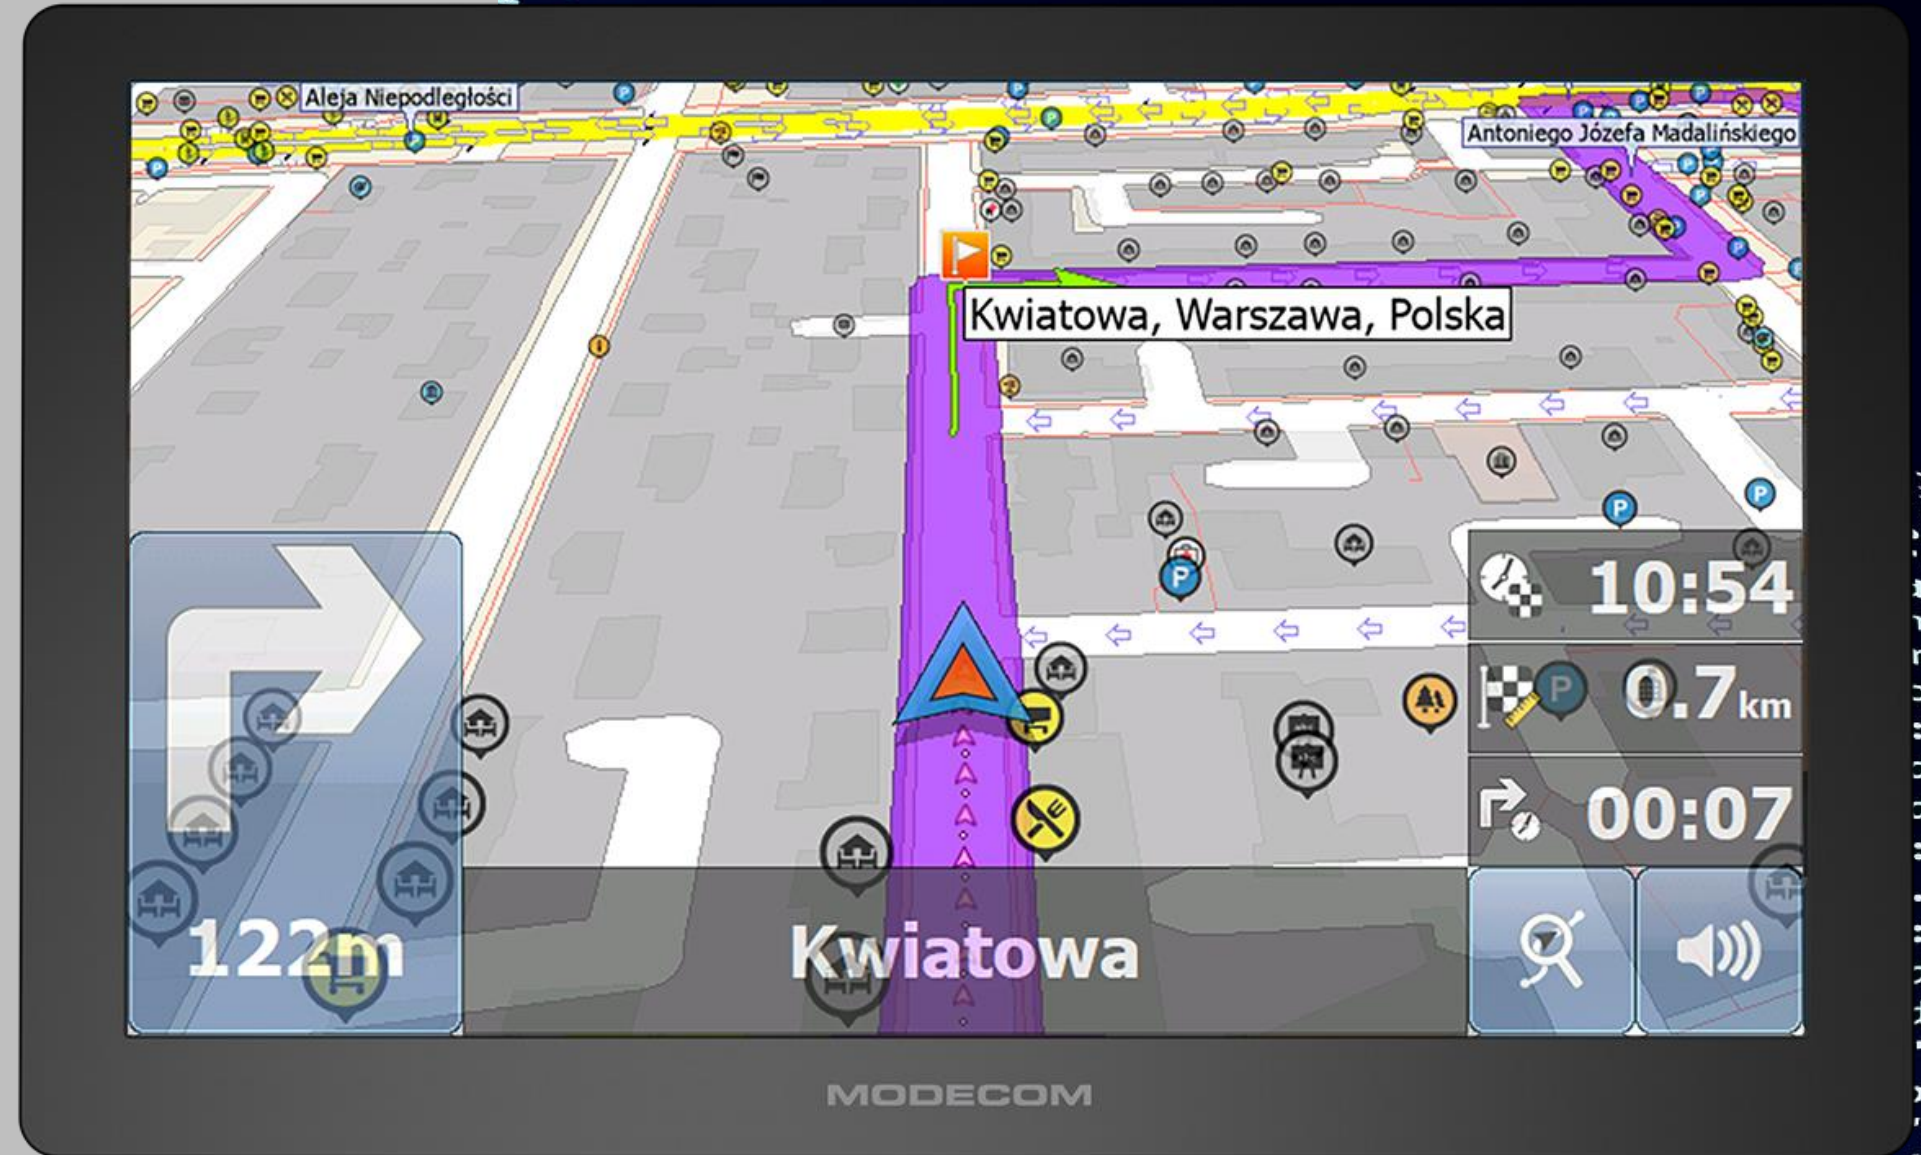 Aleja Niepodległości
Antoniego Józefa Madalińskiego
Kwiatowa, Warszawa, Polska
P
P
P
10:54
P
0.7km
00:07
122m
Kwiatowa
MODECOM